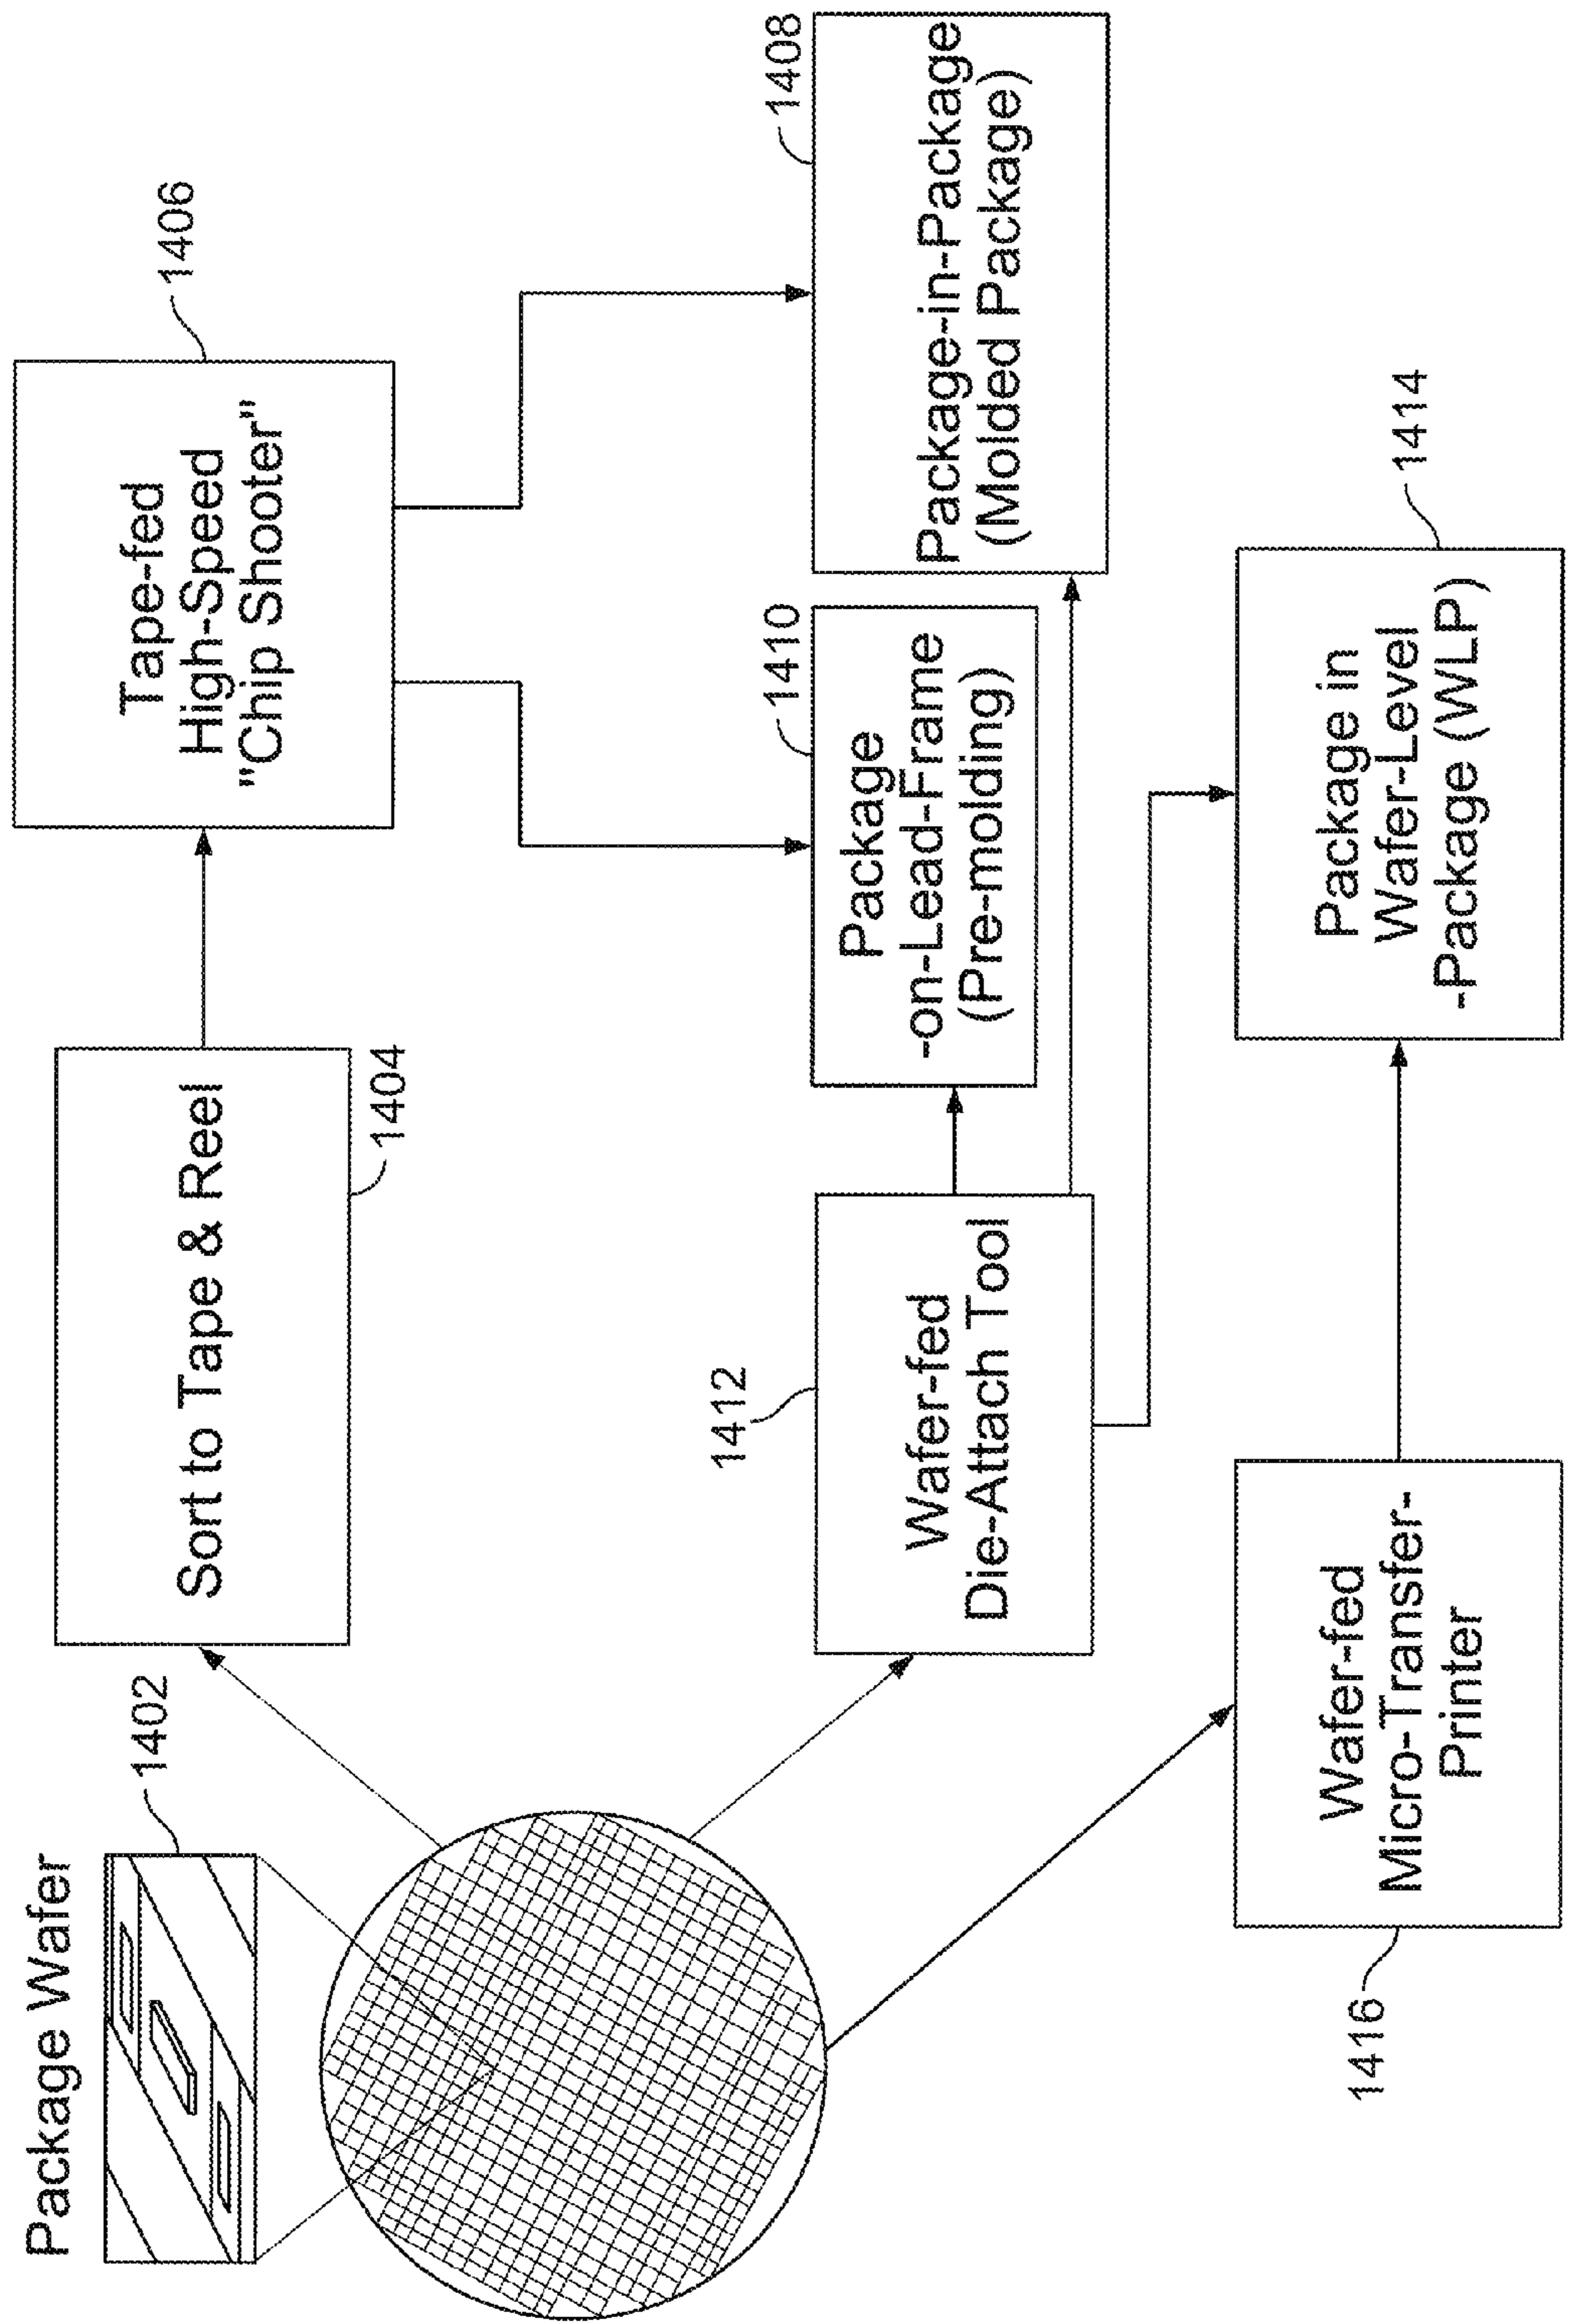 Package Wafer
1402
Sort to Tape & Reel
1404
Tape-fed
High-Speed
"Chip Shooter"
1406
1412
Wafer-fed
Die-Attach Tool
Package
-on-Lead-Frame
(Pre-molding)
1410
Package-in-Package
(Molded Package)
1408
1416
Wafer-fed
Micro-Transfer-
Printer
Package in
Wafer-Level
-Package (WLP)
1414